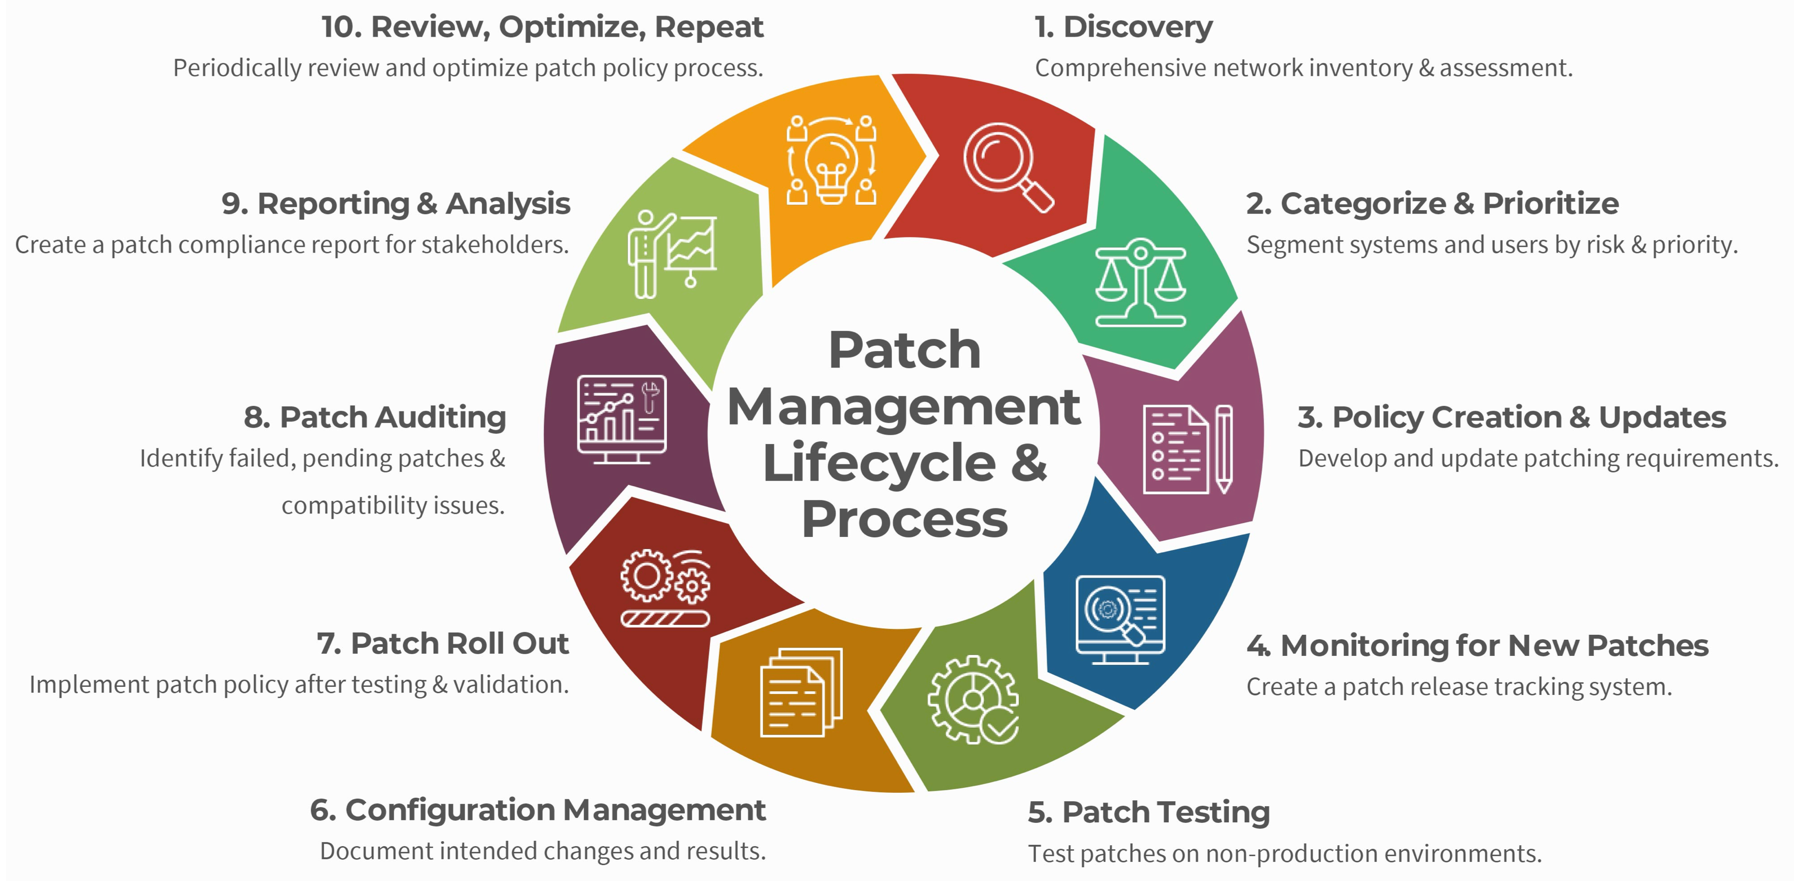 Patch
Management
Lifecycle &
Process
1. Discovery
Comprehensive network inventory & assessment.
2. Categorize & Prioritize
Segment systems and users by risk & priority.
3. Policy Creation & Updates
Develop and update patching requirements.
4. Monitoring for New Patches
Create a patch release tracking system.
5. Patch Testing
Test patches on non-production environments.
6. Configuration Management
Document intended changes and results.
7. Patch Roll Out
Implement patch policy after testing & validation.
8. Patch Auditing
Identify failed, pending patches &
compatibility issues.
9. Reporting & Analysis
Create a patch compliance report for stakeholders.
10. Review, Optimize, Repeat
Periodically review and optimize patch policy process.